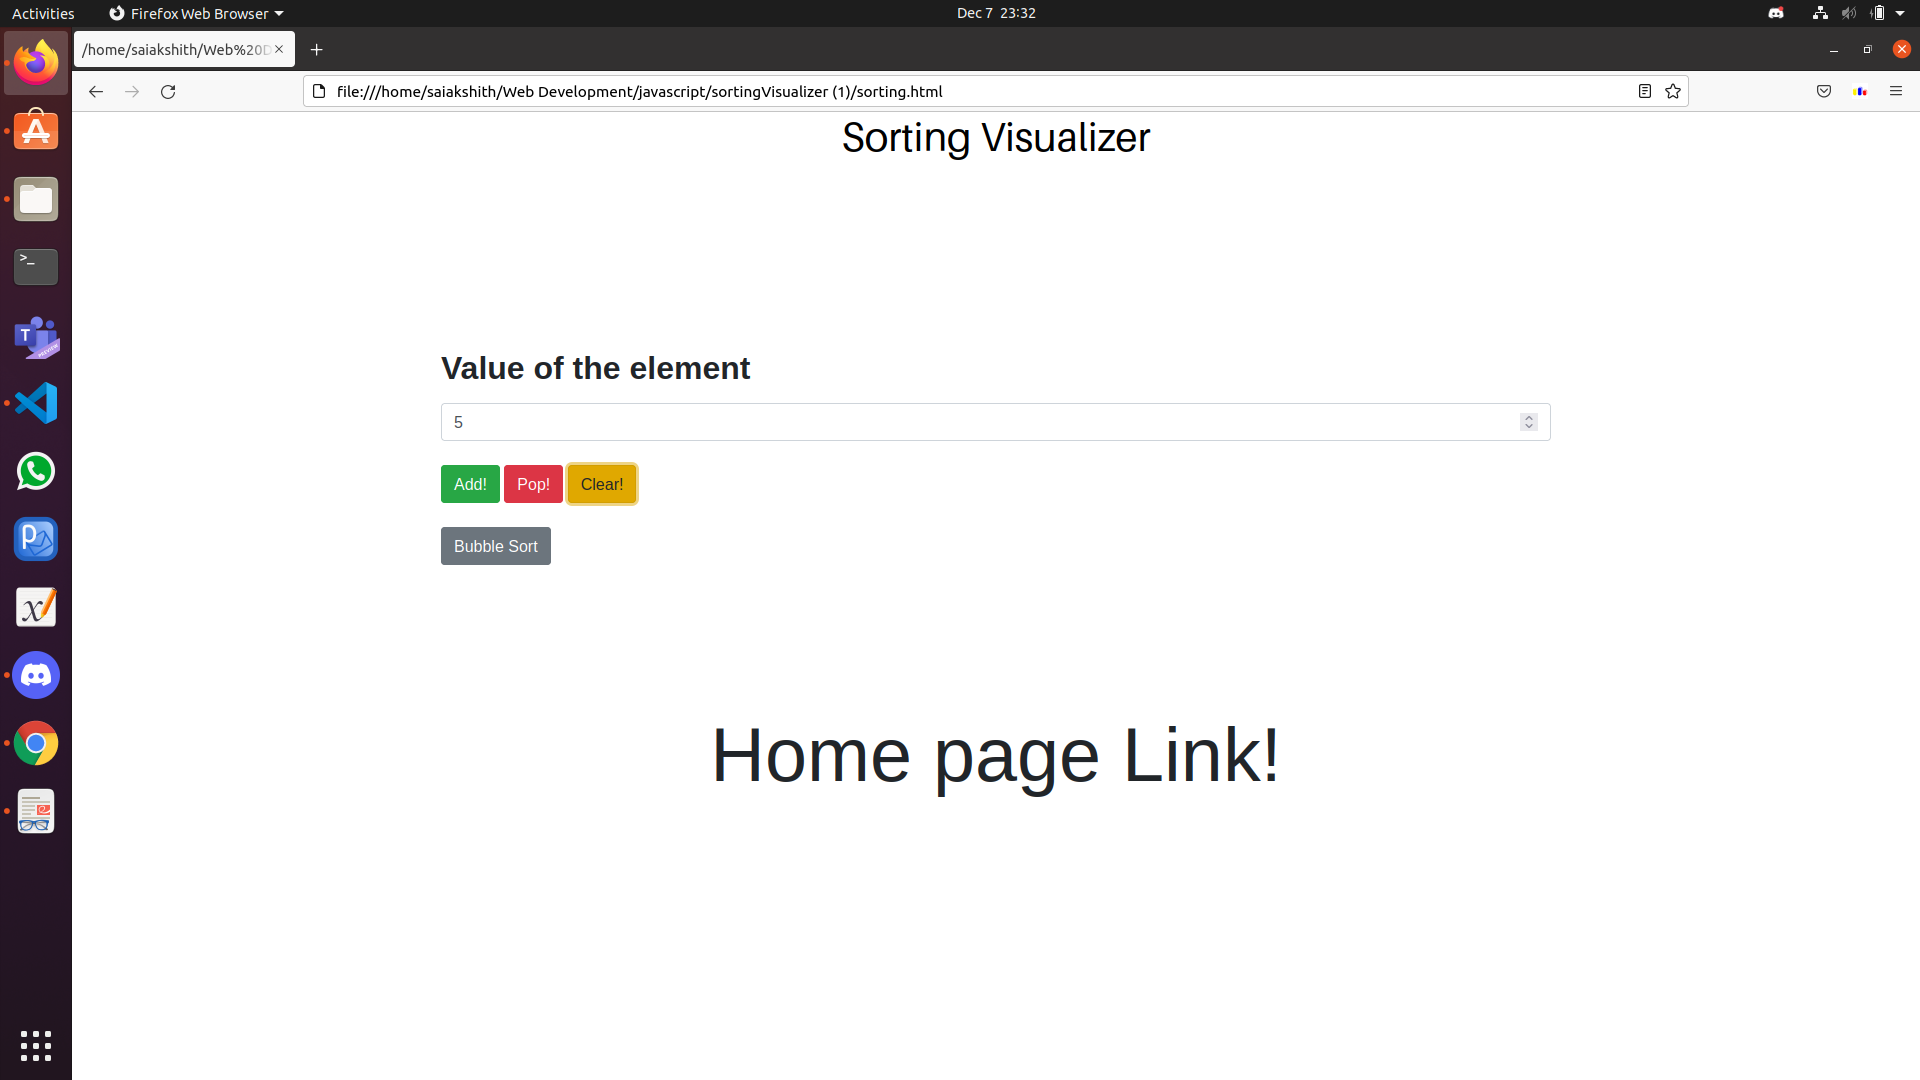 Activities
Firefox Web Browser
Dec 7 23:32
/home/saiakshith/Web%20D
file:///home/saiakshith/Web Development/javascript/sortingVisualizer (1)/sorting.html
Sorting Visualizer
Value of the element
5
Add! Pop! Clear!
Bubble Sort
Home page Link!